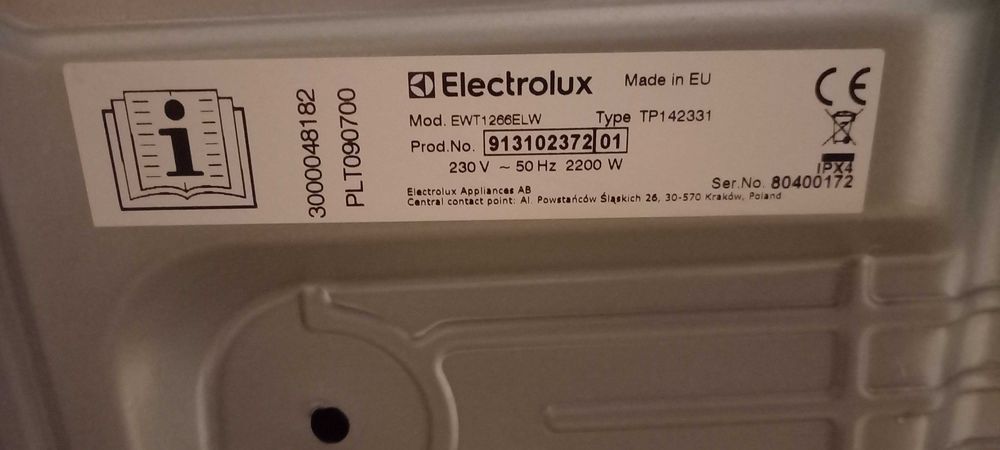 3000048182
PLT090700
Electrolux Made in EU
Mod. EWT1266ELW Type TP142331
Prod.No. 913102372 01
230 V ~ 50 Hz 2200 W
IPX4
Ser.No. 80400172
Electrolux Appliances AB
Central contact point: Al. Powstańców Śląskich 26, 30-570 Kraków, Poland
CE